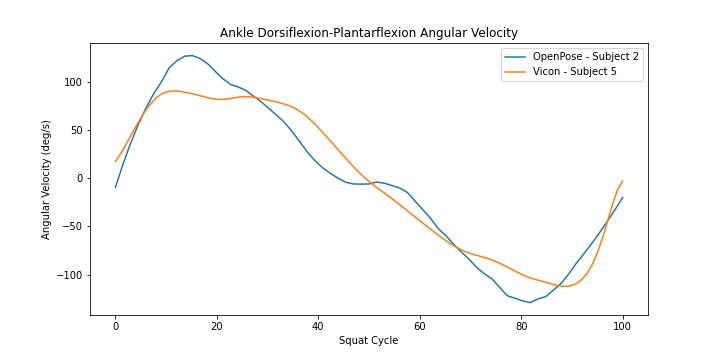 Ankle Dorsiflexion-Plantarflexion Angular Velocity
OpenPose - Subject 2
Vicon - Subject 5
Angular Velocity (deg/s)
100
50
0
−50
−100
0 20 40 60 80 100
Squat Cycle